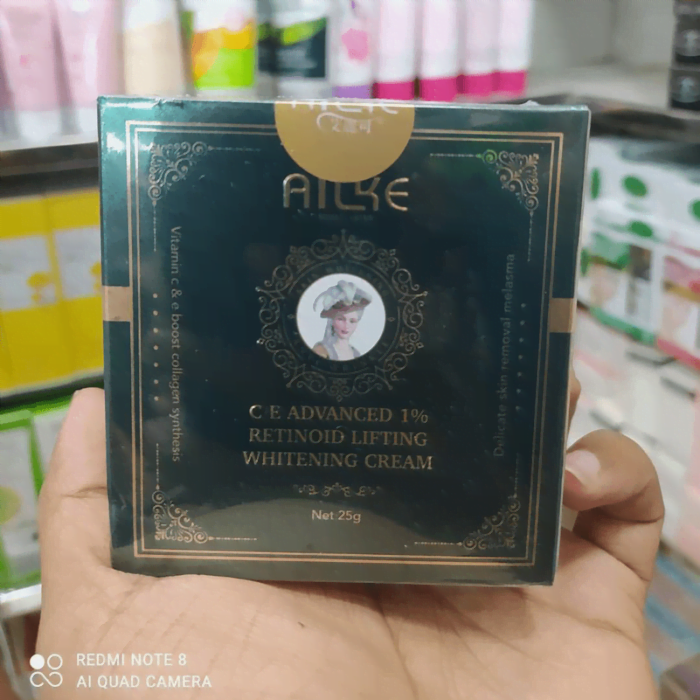 AILKE
AILKE
Vitamin c & e boost collagen synthesis
Delicate skin removal melasma
C·E ADVANCED 1%
RETINOID LIFTING
WHITENING CREAM
Net 25g
REDMI NOTE 8
AI QUAD CAMERA